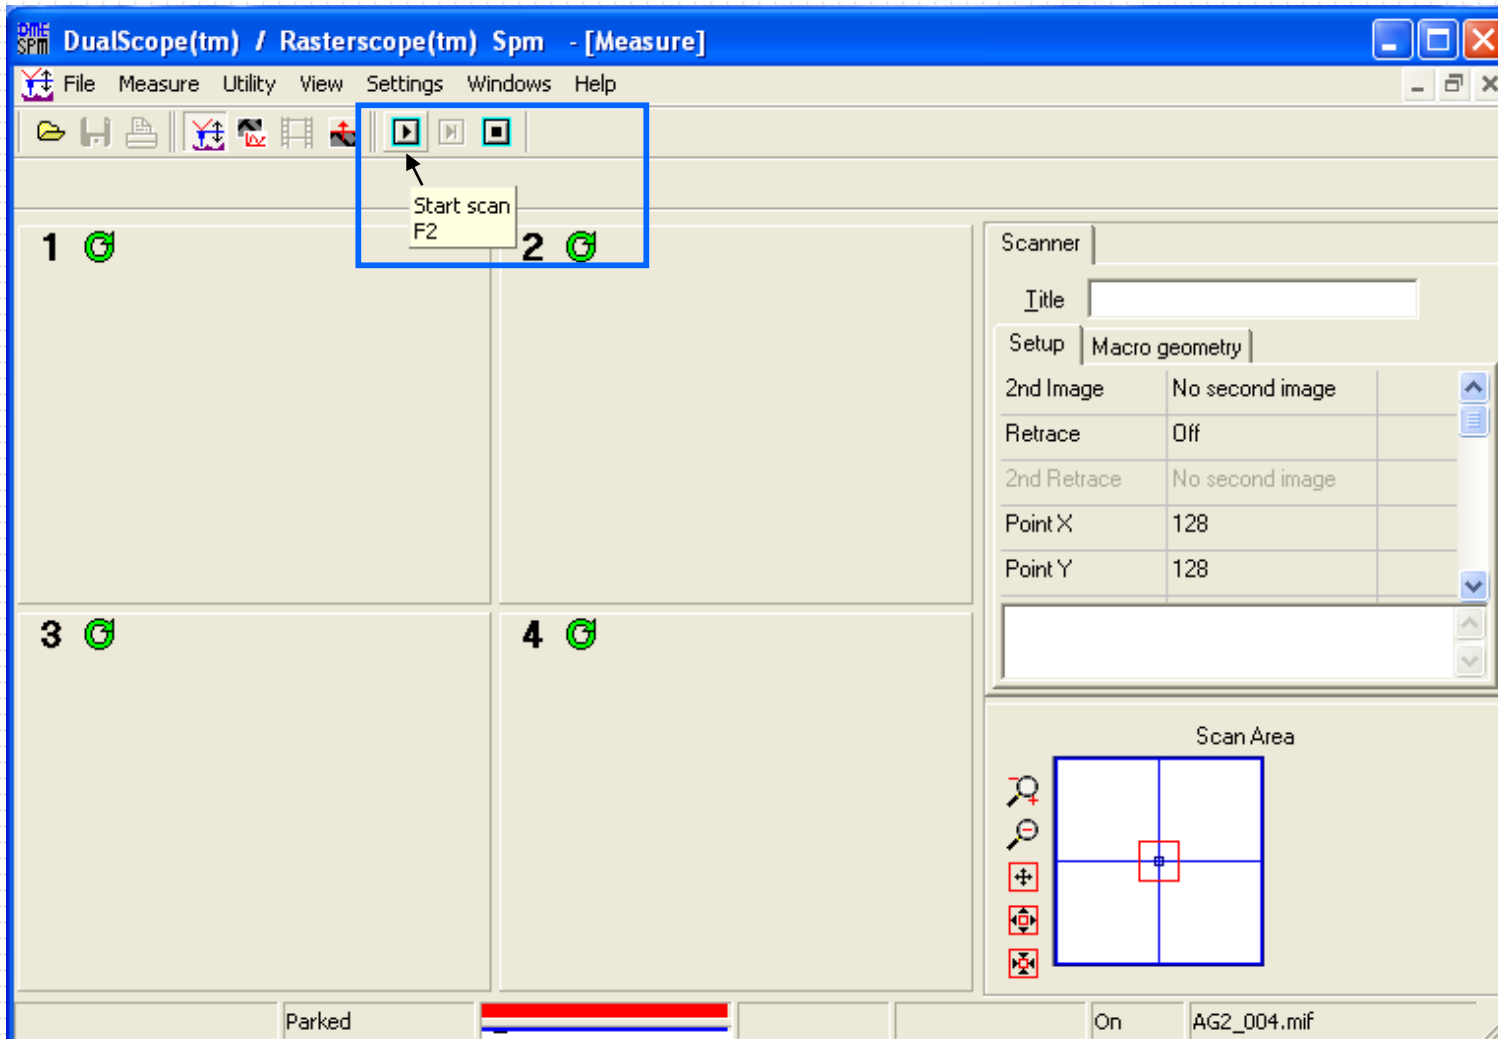 DME
SPM
DualScope(tm) / Rasterscope(tm) Spm - [Measure]
File Measure Utility View Settings Windows Help
Start scan
F2
1
2
3
4
Scanner
Title
Setup Macro geometry
2nd Image No second image
Retrace Off
2nd Retrace No second image
Point X 128
Point Y 128
Scan Area
Parked On AG2_004.mif